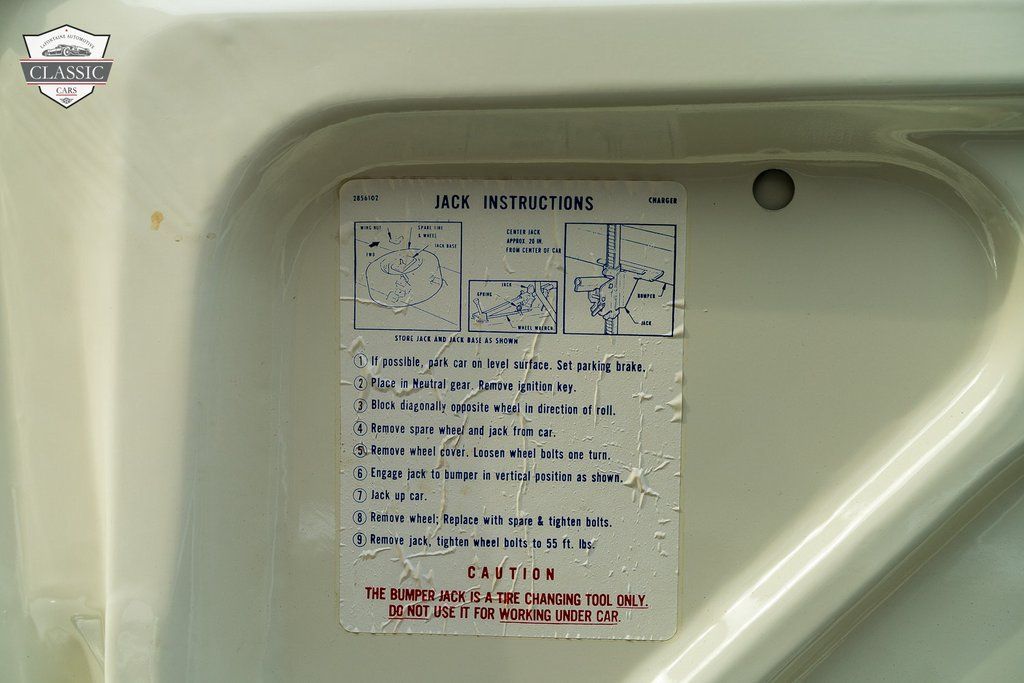 LAFONTAINE AUTOMOTIVE
CLASSIC
CARS
2856102
JACK INSTRUCTIONS
CHARGER
WING NUT
SPARE TIRE
& WHEEL
JACK BASE
FWD
CENTER JACK
APPROX. 20 IN.
FROM CENTER OF CAR
JACK
SPRING
WHEEL WRENCH
BUMPER
JACK
STORE JACK AND JACK BASE AS SHOWN
1 If possible, park car on level surface. Set parking brake.
2 Place in Neutral gear. Remove ignition key.
3 Block diagonally opposite wheel in direction of roll.
4 Remove spare wheel and jack from car.
5 Remove wheel cover. Loosen wheel bolts one turn.
6 Engage jack to bumper in vertical position as shown.
7 Jack up car.
8 Remove wheel; Replace with spare & tighten bolts.
9 Remove jack, tighten wheel bolts to 55 ft. lbs.
CAUTION
THE BUMPER JACK IS A TIRE CHANGING TOOL ONLY.
DO NOT USE IT FOR WORKING UNDER CAR.